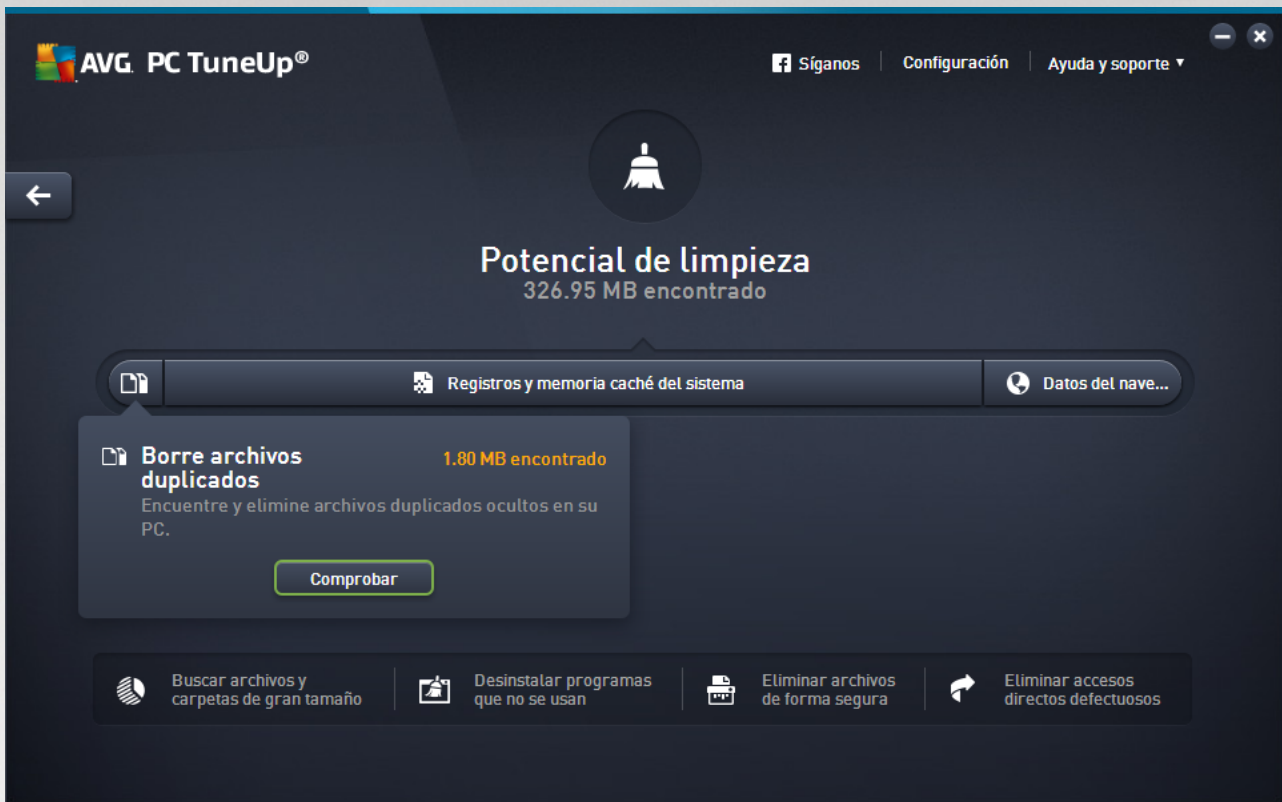 AVG PC TuneUp®
Síganos
Configuración
Ayuda y soporte
Potencial de limpieza
326.95 MB encontrado
Registros y memoria caché del sistema
Datos del nave...
Borre archivos
duplicados
1.80 MB encontrado
Encuentre y elimine archivos duplicados ocultos en su
PC.
Comprobar
Buscar archivos y
carpetas de gran tamaño
Desinstalar programas
que no se usan
Eliminar archivos
de forma segura
Eliminar accesos
directos defectuosos